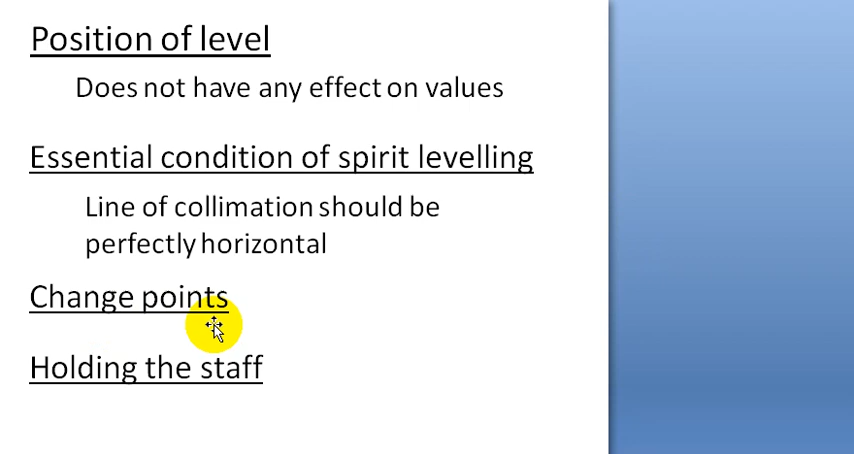 Position of level
Does not have any effect on values
Essential condition of spirit levelling
Line of collimation should be
perfectly horizontal
Change points
Holding the staff